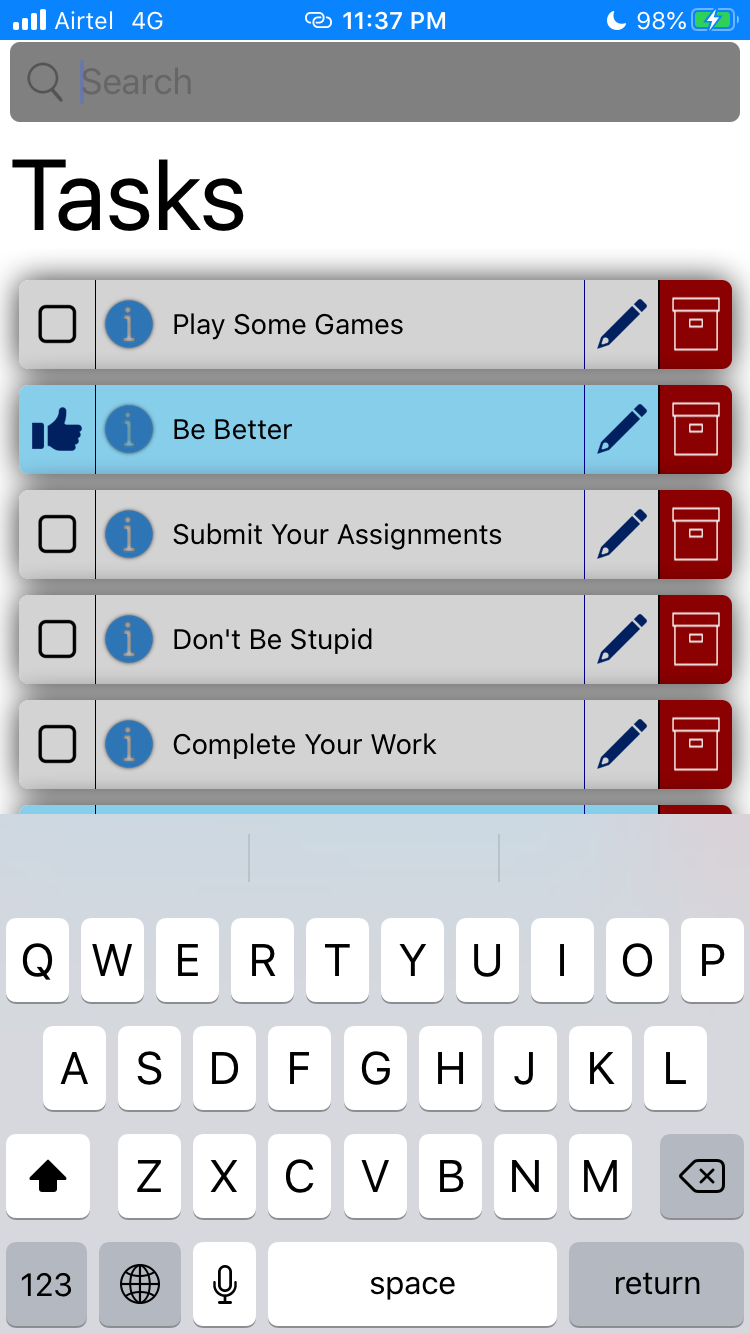 Airtel 4G 11:37 PM 98%
Search
Tasks
Play Some Games
Be Better
Submit Your Assignments
Don't Be Stupid
Complete Your Work
Q W E R T Y U I O P
A S D F G H J K L
Z X C V B N M
123 space return